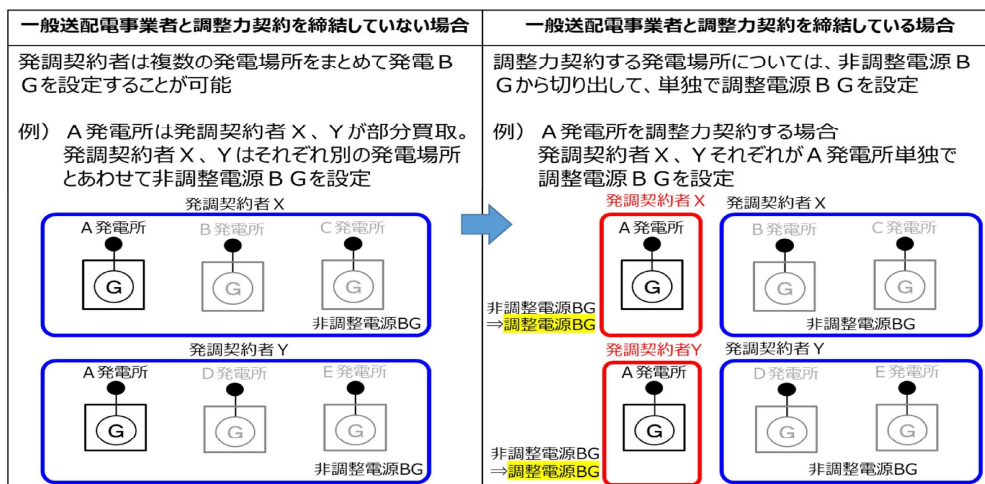 一般送配電事業者と調整力契約を締結していない場合
発調契約者は複数の発電場所をまとめて発電B
Gを設定することが可能
例） A発電所は発調契約者X、Yが部分買取。
発調契約者X、Yはそれぞれ別の発電場所
とあわせて非調整電源BGを設定
発調契約者X
A発電所
B発電所
C発電所
G
G
G
非調整電源BG
発調契約者Y
A発電所
D発電所
E発電所
G
G
G
非調整電源BG
一般送配電事業者と調整力契約を締結している場合
調整力契約する発電場所については、非調整電源B
Gから切り出して、単独で調整電源BGを設定
例） A発電所を調整力契約する場合
発調契約者X、YそれぞれがA発電所単独で
調整電源BGを設定
発調契約者X
A発電所
G
非調整電源BG
⇒調整電源BG
発調契約者X
B発電所
C発電所
G
G
非調整電源BG
発調契約者Y
A発電所
G
非調整電源BG
⇒調整電源BG
発調契約者Y
D発電所
E発電所
G
G
非調整電源BG